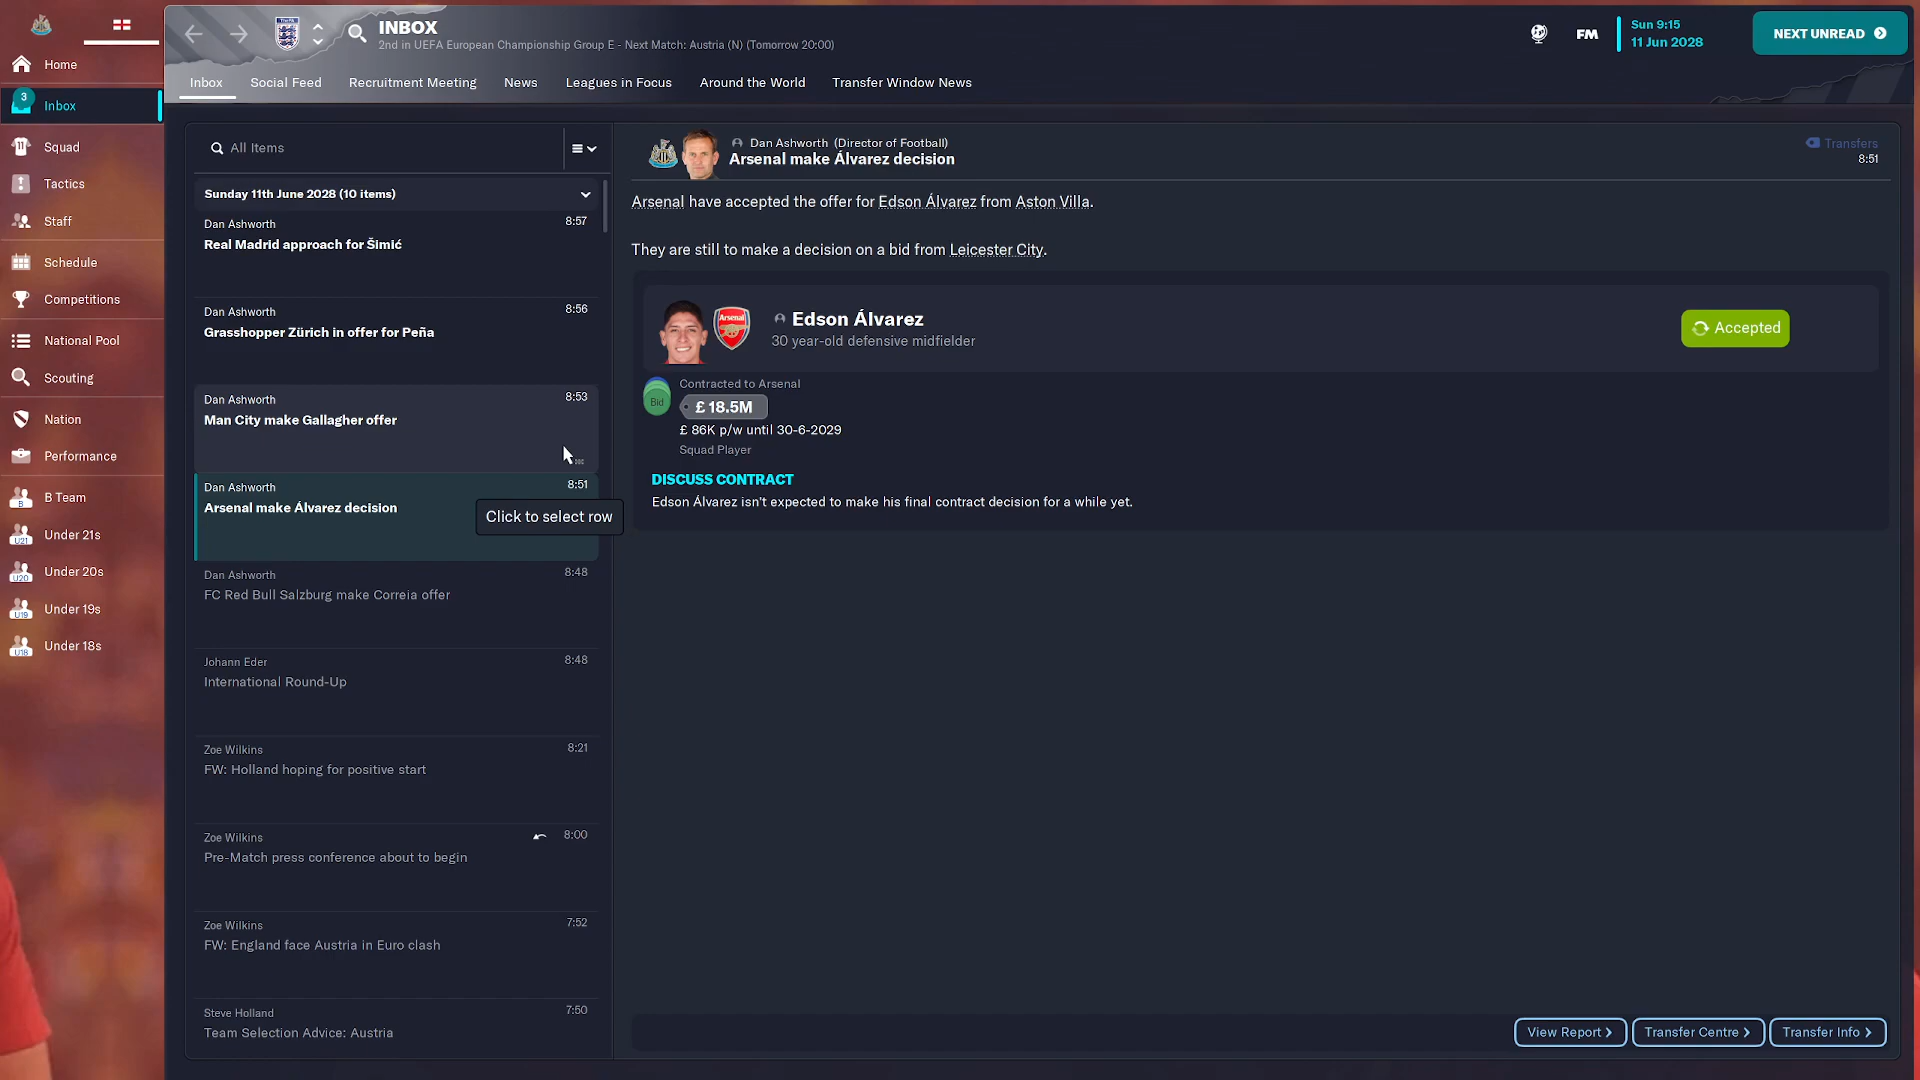 INBOX
2nd in UEFA European Championship Group E - Next Match: Austria (N) (Tomorrow 20:00)
FM
Sun 9:15
11 Jun 2028
NEXT UNREAD
Home
3
Inbox
Squad
Tactics
Staff
Schedule
Competitions
National Pool
Scouting
Nation
Performance
B
B Team
U21
Under 21s
U20
Under 20s
U19
Under 19s
U18
Under 18s
Inbox
Social Feed
Recruitment Meeting
News
Leagues in Focus
Around the World
Transfer Window News
All Items
Sunday 11th June 2028 (10 items)
Dan Ashworth
8:57
Real Madrid approach for Šimić
Dan Ashworth
8:56
Grasshopper Zürich in offer for Peña
Dan Ashworth
8:53
Man City make Gallagher offer
Dan Ashworth
8:51
Arsenal make Álvarez decision
Click to select row
Dan Ashworth
8:48
FC Red Bull Salzburg make Correia offer
Johann Eder
8:48
International Round-Up
Zoe Wilkins
8:21
FW: Holland hoping for positive start
Zoe Wilkins
8:00
Pre-Match press conference about to begin
Zoe Wilkins
7:52
FW: England face Austria in Euro clash
Steve Holland
7:50
Team Selection Advice: Austria
Dan Ashworth (Director of Football)
Arsenal make Álvarez decision
Transfers
8:51
Arsenal have accepted the offer for Edson Álvarez from Aston Villa.
They are still to make a decision on a bid from Leicester City.
Arsenal
Edson Álvarez
30 year-old defensive midfielder
Accepted
Bid
Contracted to Arsenal
£ 18.5M
£ 86K p/w until 30-6-2029
Squad Player
DISCUSS CONTRACT
Edson Álvarez isn't expected to make his final contract decision for a while yet.
View Report
Transfer Centre
Transfer Info